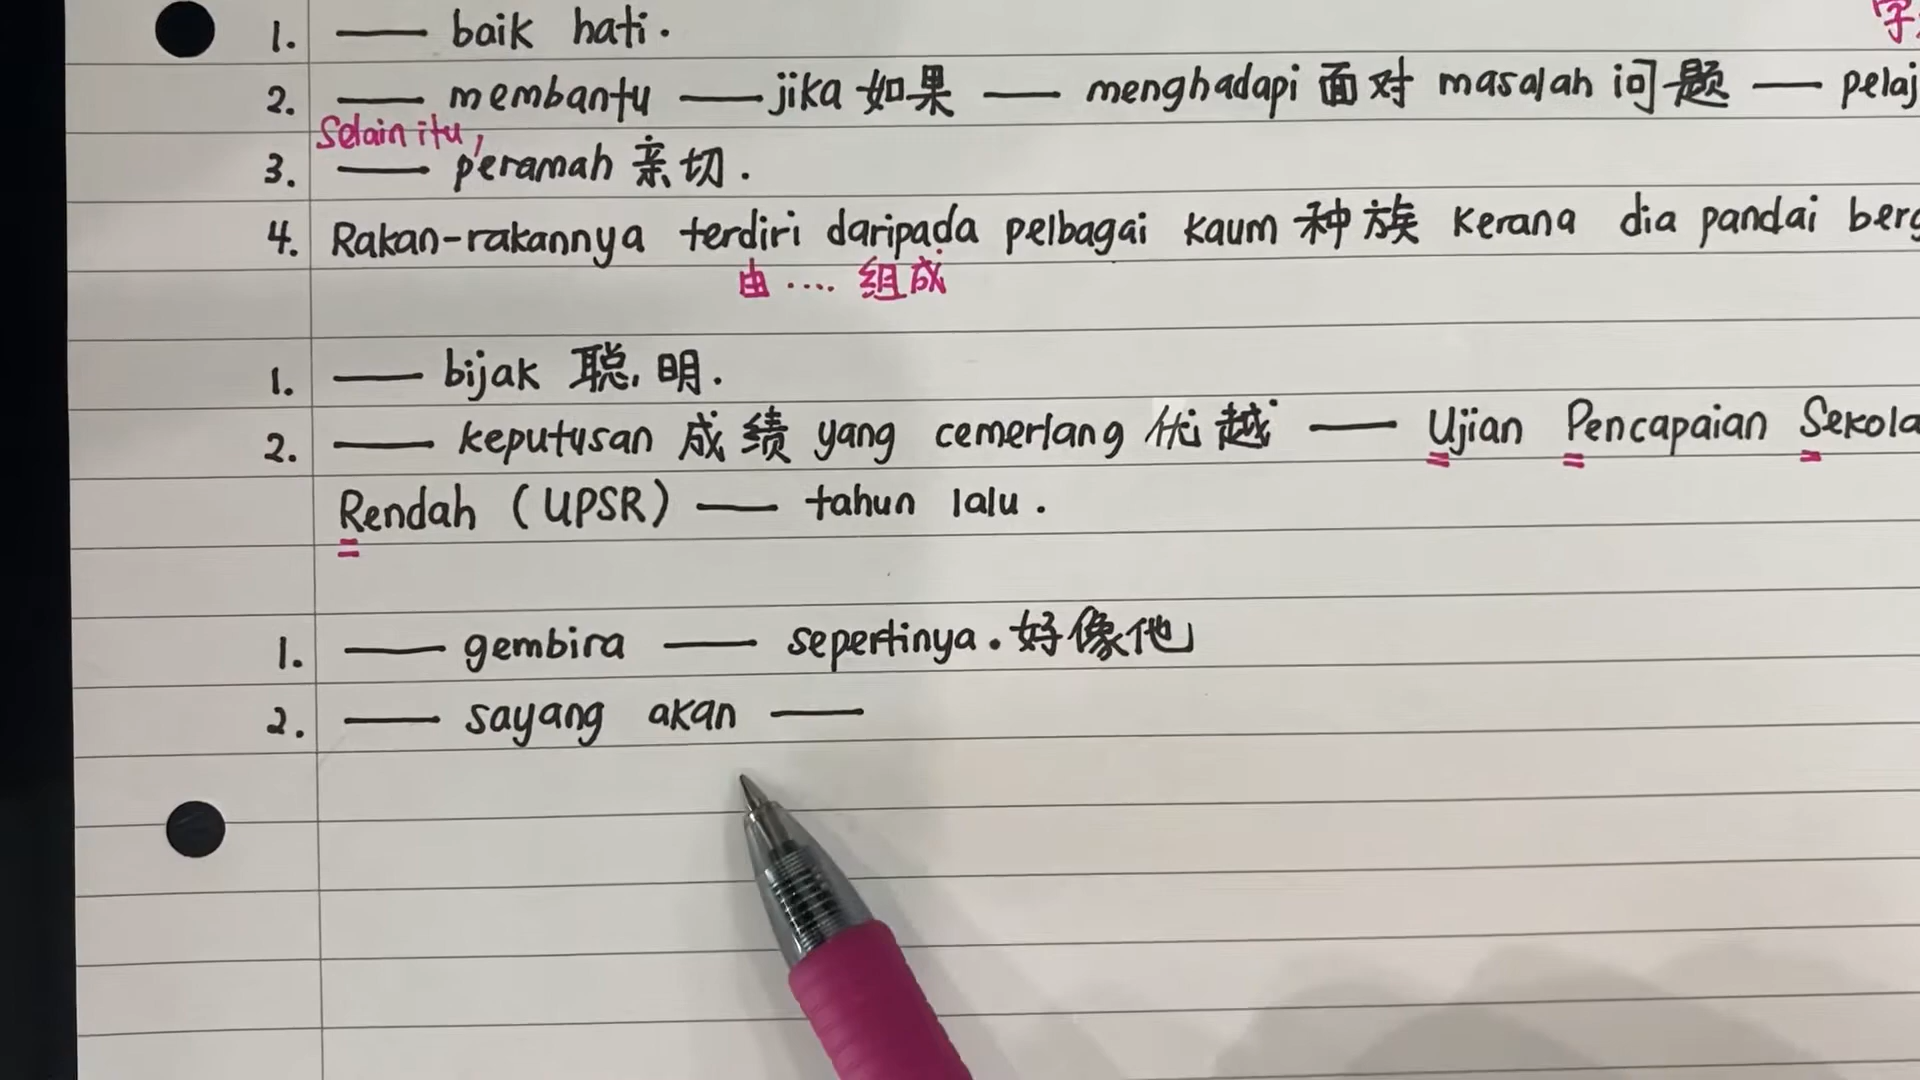 1. — baik hati.
2. — membantu — jika 如果 — menghadapi 面对 masalah 问题 —
Selain itu,
3. — peramah 亲切.
4. Rakan-rakannya terdiri daripada pelbagai kaum 种族 kerana dia pandai
由 .... 组成
1. — bijak 聪明.
2. — keputusan 成绩 yang cemerlang 优越 — Ujian Pencapaian
Rendah (UPSR) — tahun lalu.
1. — gembira — sepertinya. 好像他
2. — sayang akan —